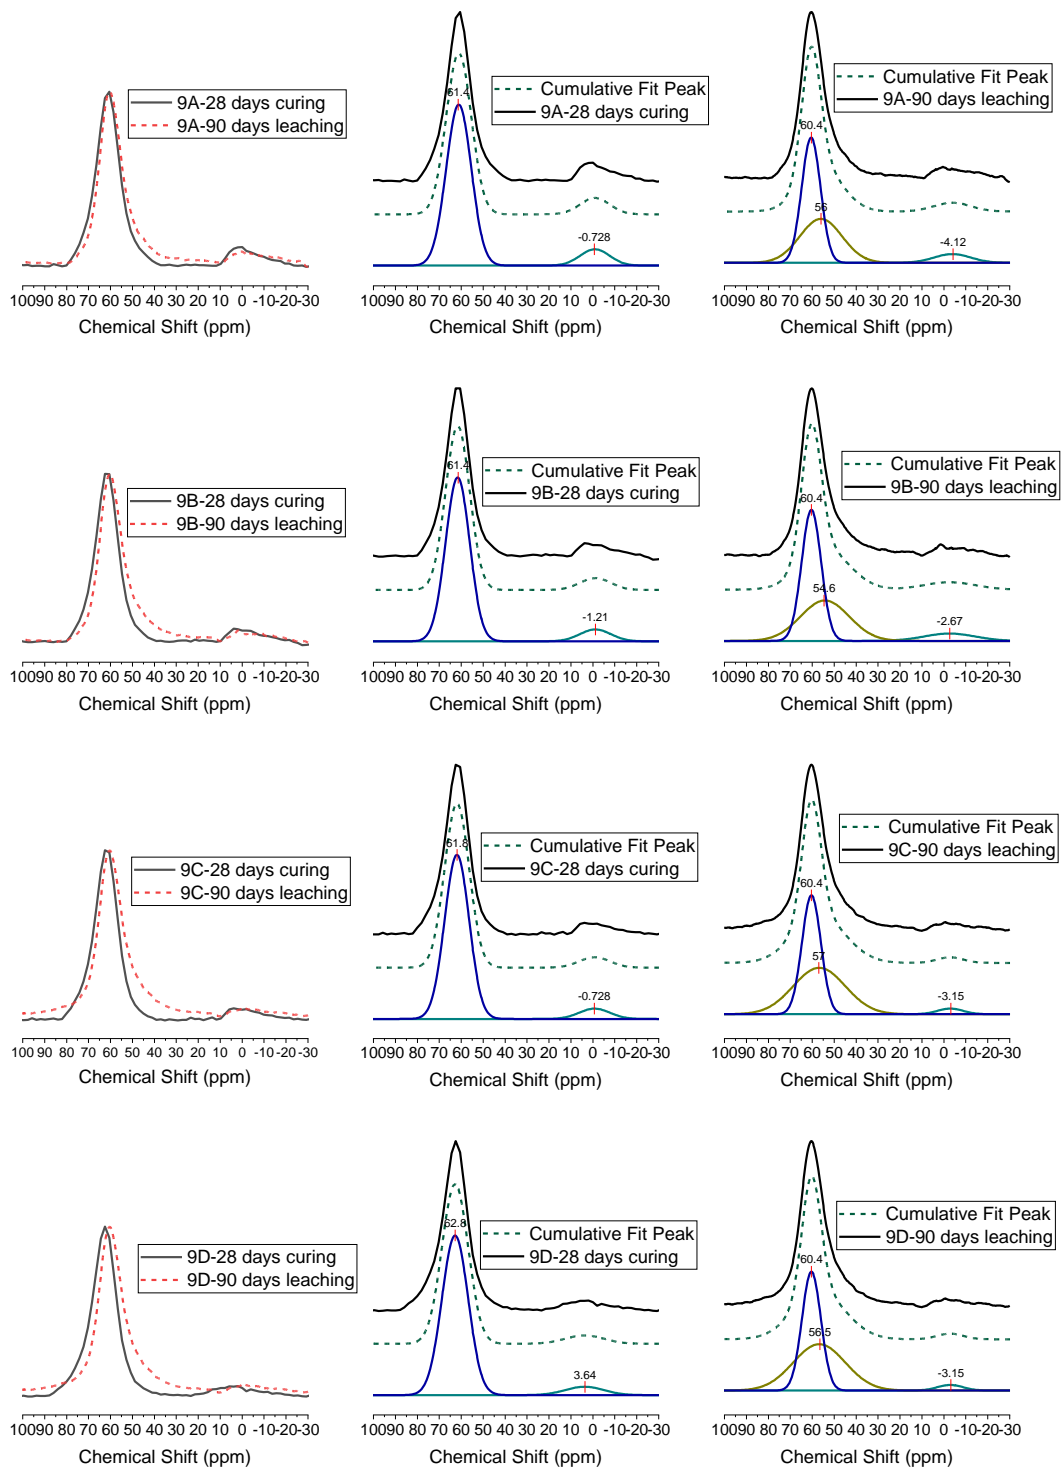 9A-28 days curing
9A-90 days leaching
10090 80 70 60 50 40 30 20 10 0 -10-20-30
Chemical Shift (ppm)
Cumulative Fit Peak
9A-28 days curing
61.4
-0.728
10090 80 70 60 50 40 30 20 10 0 -10-20-30
Chemical Shift (ppm)
Cumulative Fit Peak
9A-90 days leaching
60.4
56
-4.12
10090 80 70 60 50 40 30 20 10 0 -10-20-30
Chemical Shift (ppm)
9B-28 days curing
9B-90 days leaching
10090 80 70 60 50 40 30 20 10 0 -10-20-30
Chemical Shift (ppm)
Cumulative Fit Peak
9B-28 days curing
61.4
-1.21
10090 80 70 60 50 40 30 20 10 0 -10-20-30
Chemical Shift (ppm)
Cumulative Fit Peak
9B-90 days leaching
60.4
54.6
-2.67
10090 80 70 60 50 40 30 20 10 0 -10-20-30
Chemical Shift (ppm)
9C-28 days curing
9C-90 days leaching
10090 80 70 60 50 40 30 20 10 0 -10 -20-30
Chemical Shift (ppm)
Cumulative Fit Peak
9C-28 days curing
61.8
-0.728
10090 80 70 60 50 40 30 20 10 0 -10-20-30
Chemical Shift (ppm)
Cumulative Fit Peak
9C-90 days leaching
60.4
57
-3.15
10090 80 70 60 50 40 30 20 10 0 -10-20-30
Chemical Shift (ppm)
9D-28 days curing
9D-90 days leaching
10090 80 70 60 50 40 30 20 10 0 -10-20-30
Chemical Shift (ppm)
Cumulative Fit Peak
9D-28 days curing
62.8
3.64
10090 80 70 60 50 40 30 20 10 0 -10-20-30
Chemical Shift (ppm)
Cumulative Fit Peak
9D-90 days leaching
60.4
56.5
-3.15
10090 80 70 60 50 40 30 20 10 0 -10-20-30
Chemical Shift (ppm)